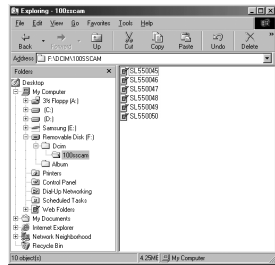 Exploring - 100sscam
File Edit View Go Favorites Tools Help
Back Forward Up Cut Copy Paste Undo Delete
Address F:\DCIM\100SSCAM
Folders
Desktop
My Computer
3½ Floppy (A:)
(C:)
(D:)
Samsung (E:)
Removable Disk (F:)
Dcim
100sscam
Album
Printers
Control Panel
Dial-Up Networking
Scheduled Tasks
Web Folders
My Documents
Internet Explorer
Network Neighborhood
Recycle Bin
SL550045
SL550046
SL550047
SL550048
SL550049
SL550050
10 object(s) 4.25MB My Computer